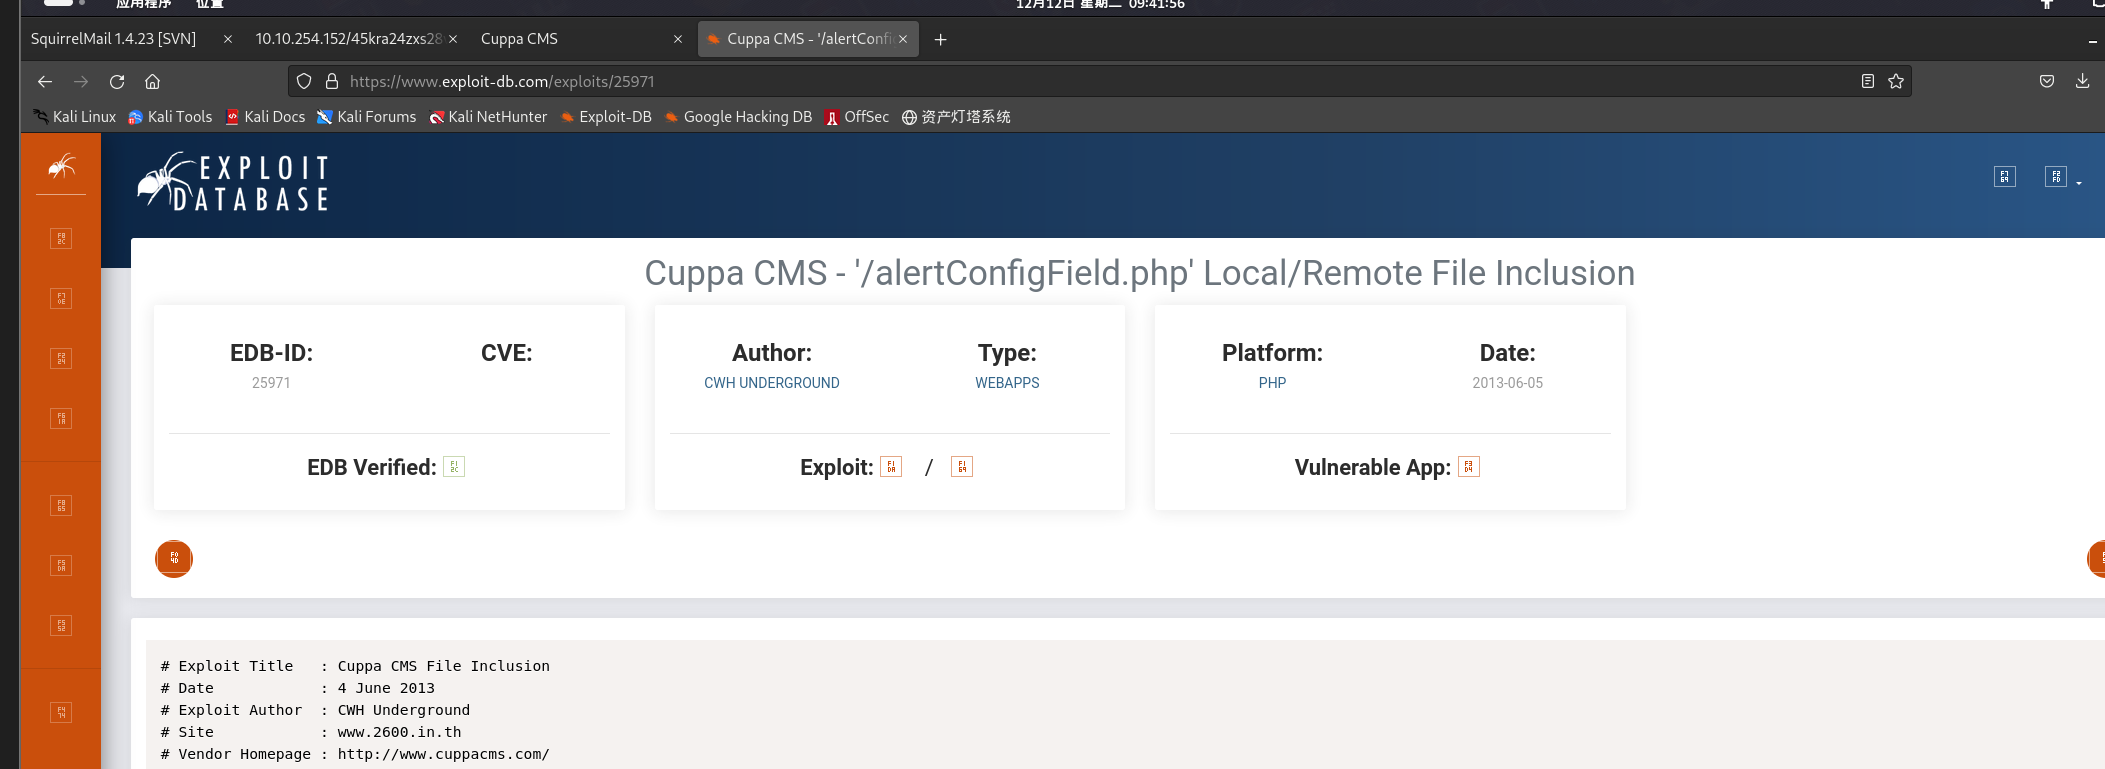 应用程序 位置 12月12日 星期二 09:41:56
SquirrelMail 1.4.23 [SVN] × 10.10.254.152/45kra24zxs28 × Cuppa CMS × Cuppa CMS - '/alertConfi × +
https://www.exploit-db.com/exploits/25971
Kali Linux Kali Tools Kali Docs Kali Forums Kali NetHunter Exploit-DB Google Hacking DB OffSec 资产灯塔系统
EXPLOIT
DATABASE
Cuppa CMS - '/alertConfigField.php' Local/Remote File Inclusion
EDB-ID: CVE: Author: Type: Platform: Date:
25971 CWH UNDERGROUND WEBAPPS PHP 2013-06-05
EDB Verified: Exploit: / Vulnerable App:
# Exploit Title : Cuppa CMS File Inclusion
# Date : 4 June 2013
# Exploit Author : CWH Underground
# Site : www.2600.in.th
# Vendor Homepage : http://www.cuppacms.com/